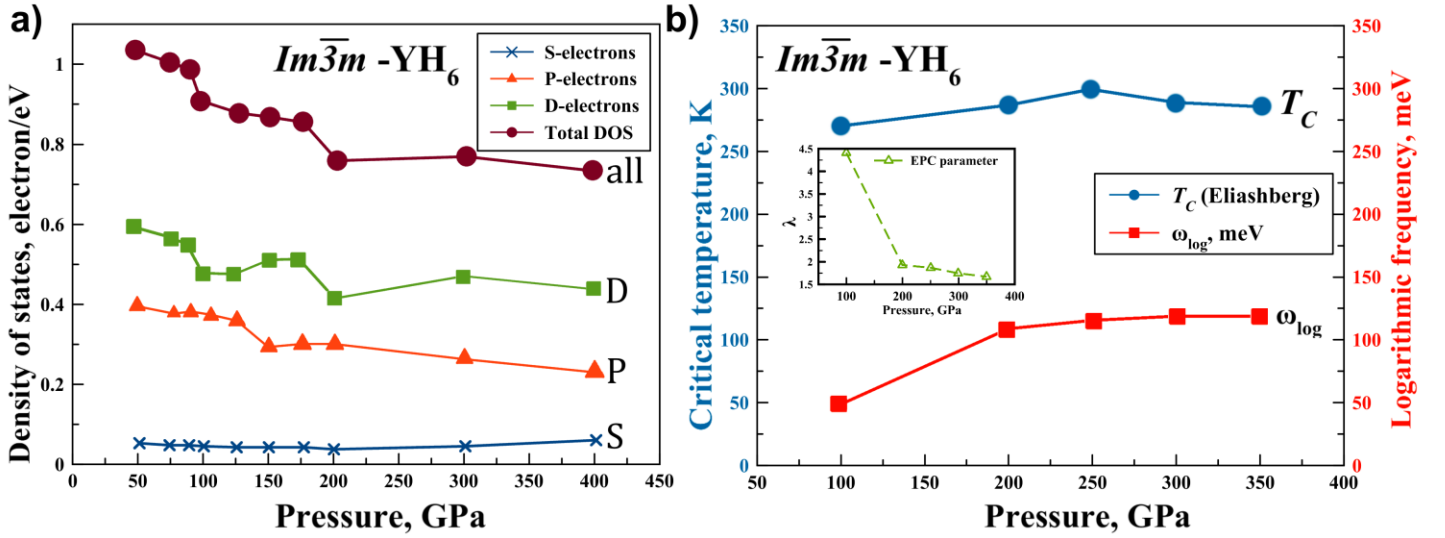 a)
Im3̅m -YH6
S-electrons
P-electrons
D-electrons
Total DOS
all
D
P
S
Density of states, electron/eV
1
0.8
0.6
0.4
0.2
0
0 50 100 150 200 250 300 350 400 450
Pressure, GPa
b)
Im3̅m -YH6
Critical temperature, K
350
300
250
200
150
100
50
0
TC
TC (Eliashberg)
ωlog, meV
ωlog
EPC parameter
λ
4.5
4
3.5
3
2.5
2
1.5
100 200 300 400
Pressure, GPa
Logarithmic frequency, meV
350
300
250
200
150
100
50
0
50 100 150 200 250 300 350 400
Pressure, GPa